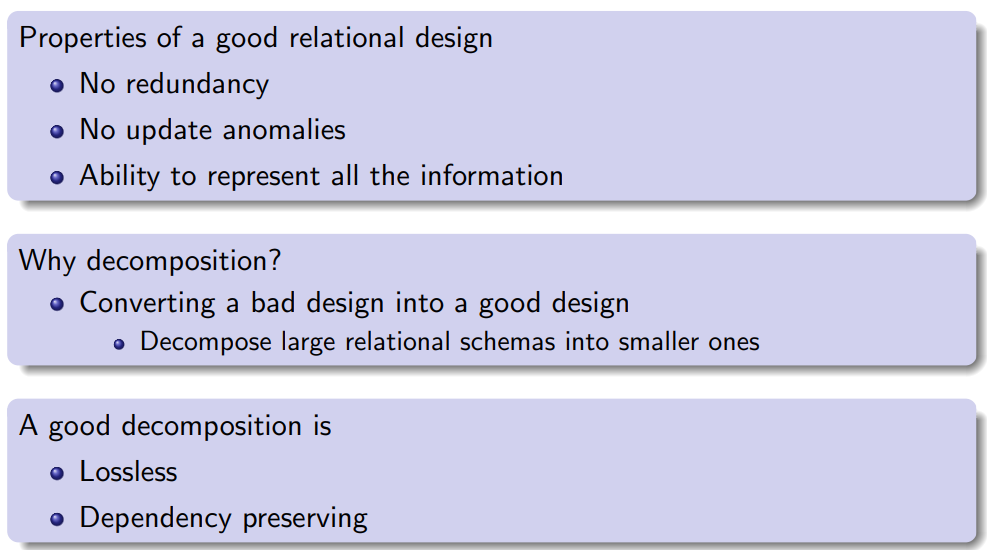 Properties of a good relational design
No redundancy
No update anomalies
Ability to represent all the information
Why decomposition?
Converting a bad design into a good design
Decompose large relational schemas into smaller ones
A good decomposition is
Lossless
Dependency preserving